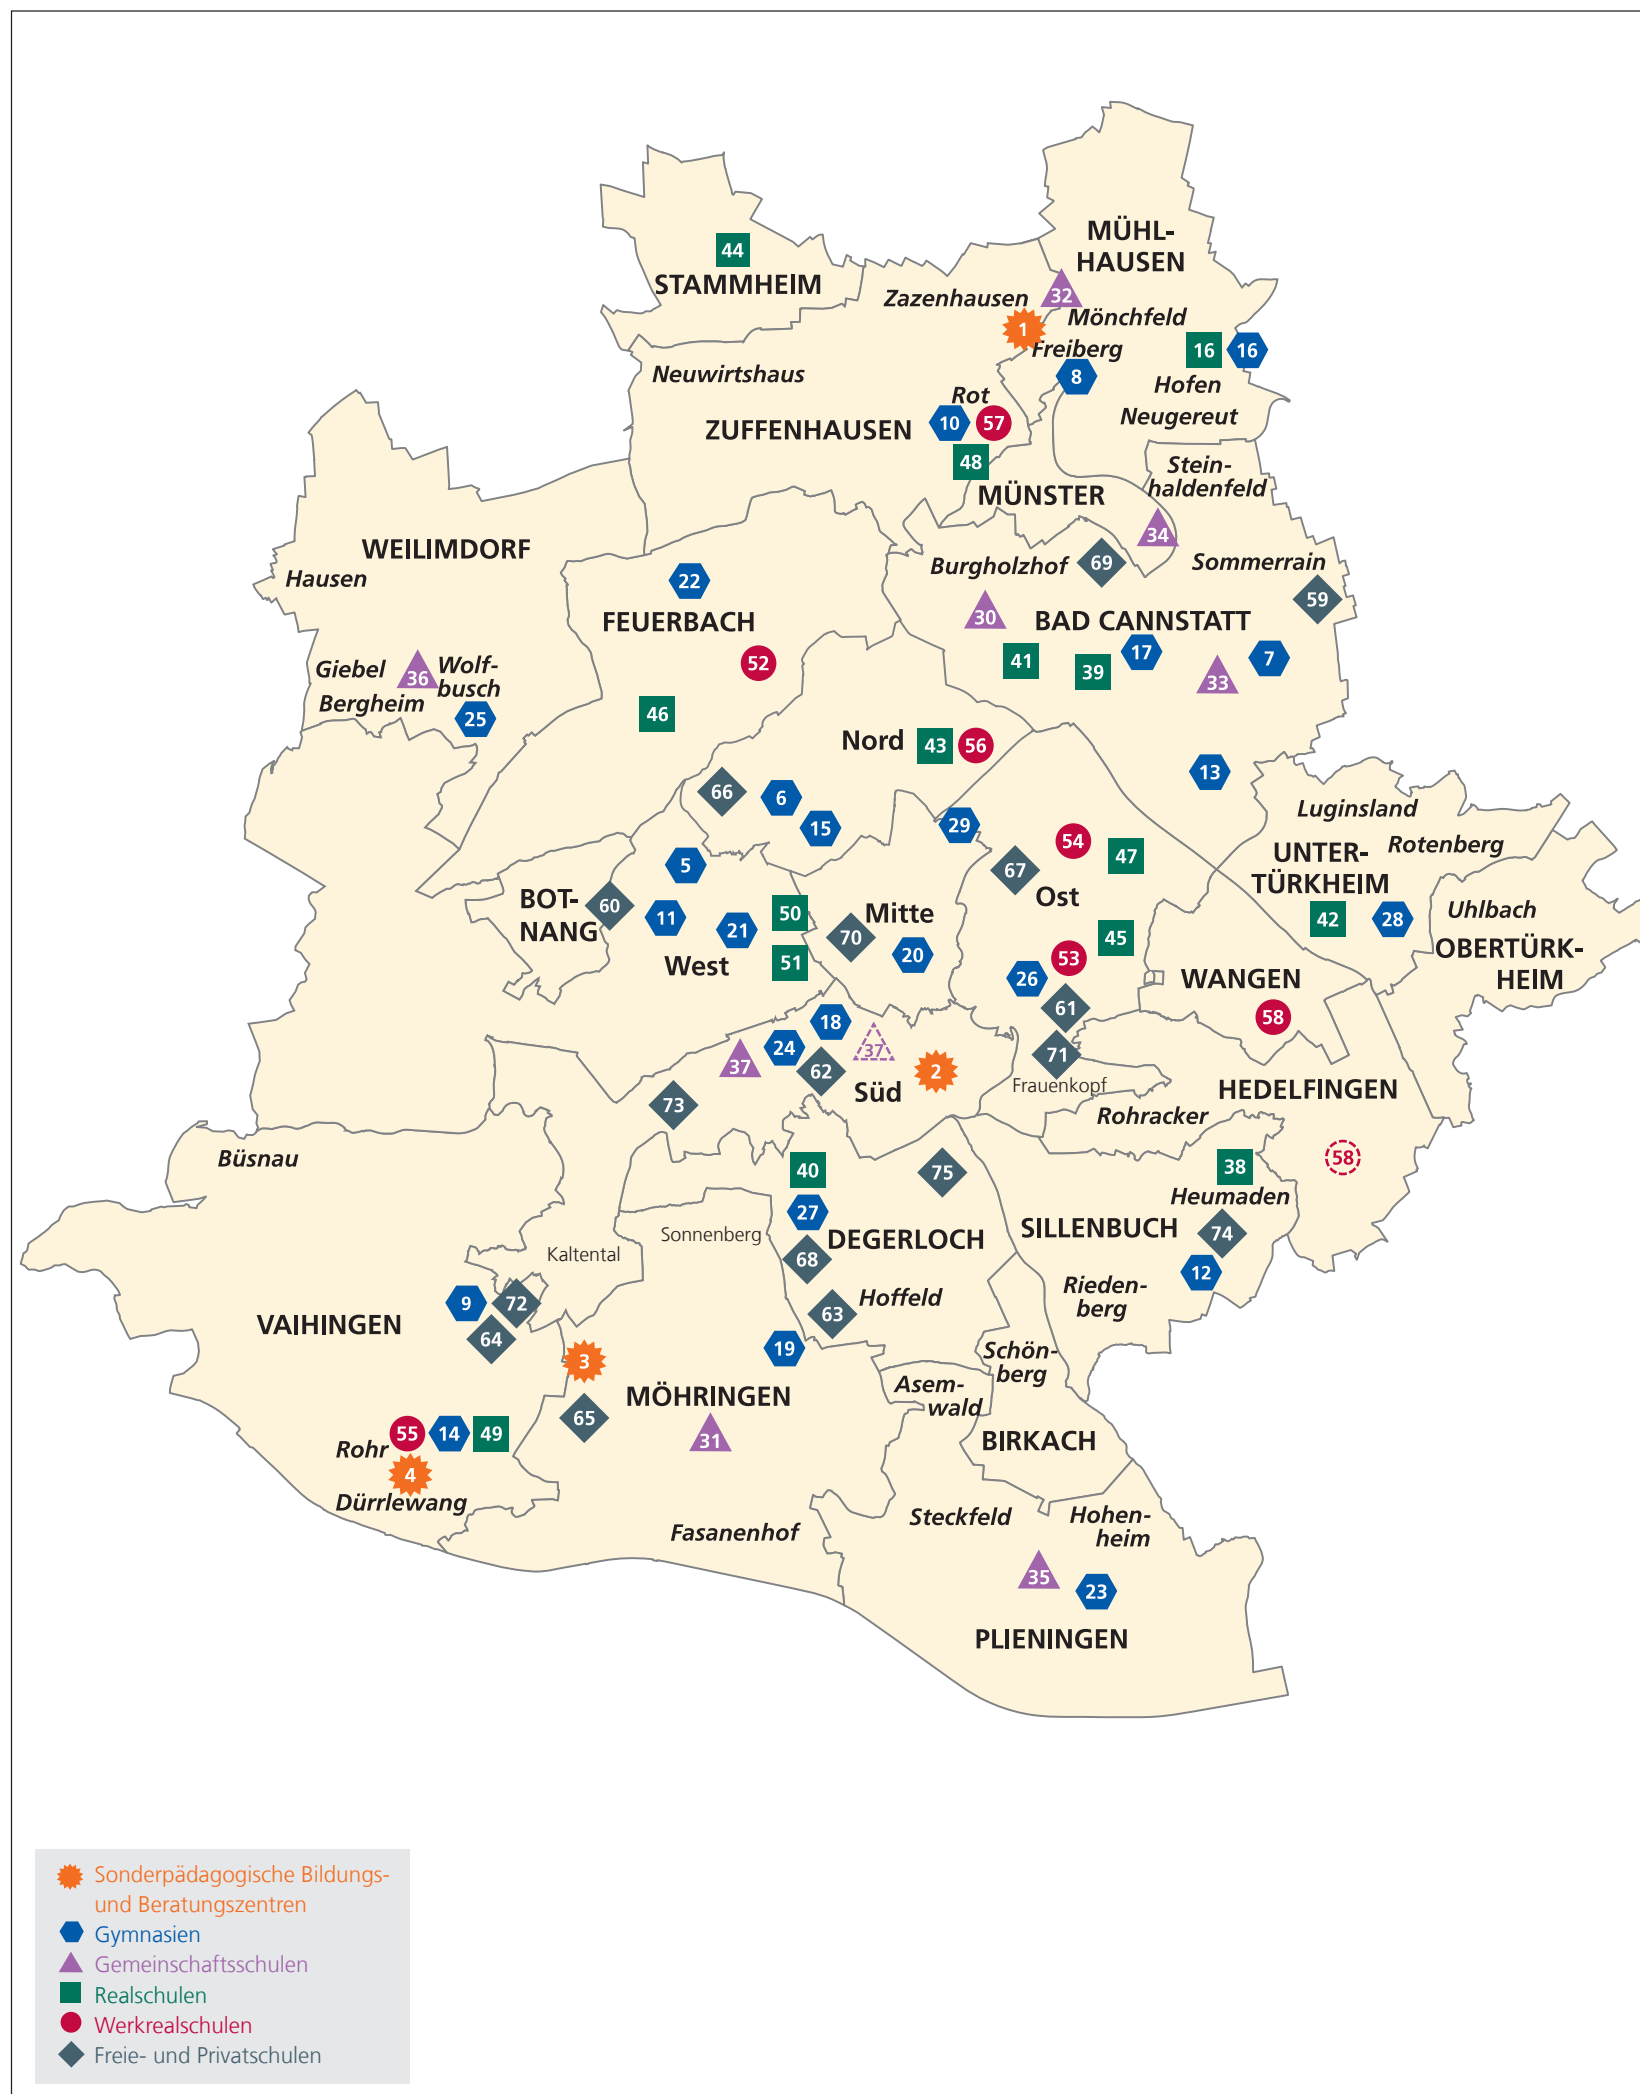 MÜHL-
HAUSEN
44
STAMMHEIM
Zazenhausen
32
1
Mönchfeld
Freiberg
16
16
Neuwirtshaus
8
Hofen
Rot
Neugereut
ZUFFENHAUSEN
10
57
48
Stein-
haldenfeld
MÜNSTER
34
WEILIMDORF
Hausen
Burgholzhof
69
Sommerrain
22
59
30
FEUERBACH
BAD CANNSTATT
41
39
17
7
33
52
Giebel
36
Wolf-
busch
Bergheim
25
46
Nord
43
56
13
66
6
15
29
Luginsland
54
47
Rotenberg
UNTER-
TÜRKHEIM
5
67
Ost
BOT-
NANG
60
11
21
50
Mitte
70
20
42
28
Uhlbach
OBERTÜRK-
HEIM
West
51
45
53
26
WANGEN
61
58
18
24
37
37
62
2
71
Süd
Frauenkopf
HEDELFINGEN
73
Rohracker
Büsnau
40
75
38
58
Heumaden
27
DEGERLOCH
SILLENBUCH
74
Sonnenberg
Kaltental
68
12
Rieden-
berg
9
72
63
Hoffeld
VAIHINGEN
64
19
Schön-
berg
3
MÖHRINGEN
Asem-
wald
65
31
BIRKACH
55
14
49
Rohr
4
Dürrlewang
Fasanenhof
Steckfeld
Hohen-
heim
35
23
PLIENINGEN
Sonderpädagogische Bildungs-
und Beratungszentren
Gymnasien
Gemeinschaftsschulen
Realschulen
Werkrealschulen
Freie- und Privatschulen